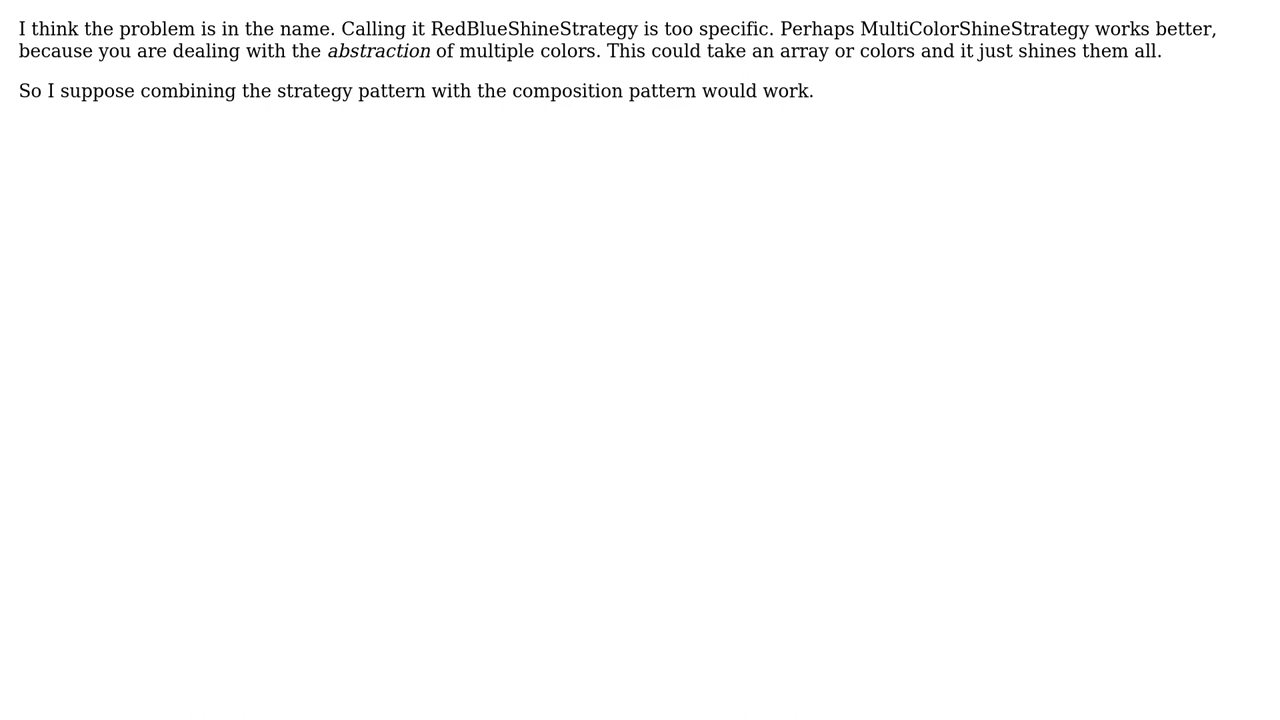 I think the problem is in the name. Calling it RedBlueShineStrategy is too specific. Perhaps MultiColorShineStrategy works better,
because you are dealing with the abstraction of multiple colors. This could take an array or colors and it just shines them all.
So I suppose combining the strategy pattern with the composition pattern would work.